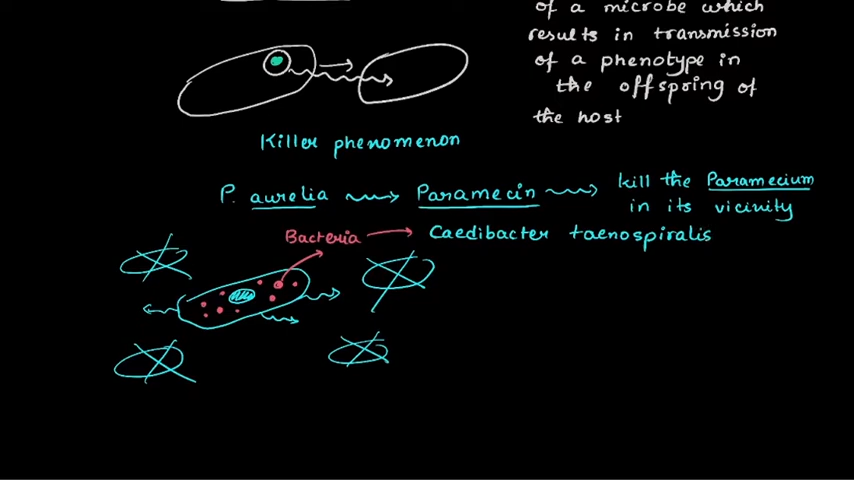 of a microbe which
results in transmission
of a phenotype in
the offspring of
the host
Killer phenomenon
P. aurelia → Paramecin → kill the Paramecium
in its vicinity
Bacteria → Caedibacter taenospiralis